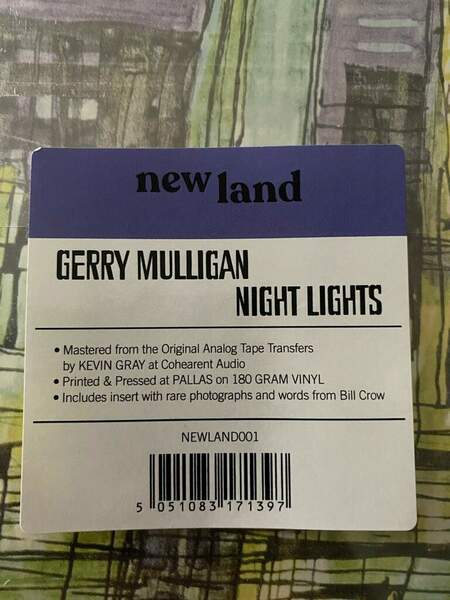 new land
GERRY MULLIGAN
NIGHT LIGHTS
• Mastered from the Original Analog Tape Transfers
by KEVIN GRAY at Cohearent Audio
• Printed & Pressed at PALLAS on 180 GRAM VINYL
• Includes insert with rare photographs and words from Bill Crow
NEWLAND001
5 051083 171397